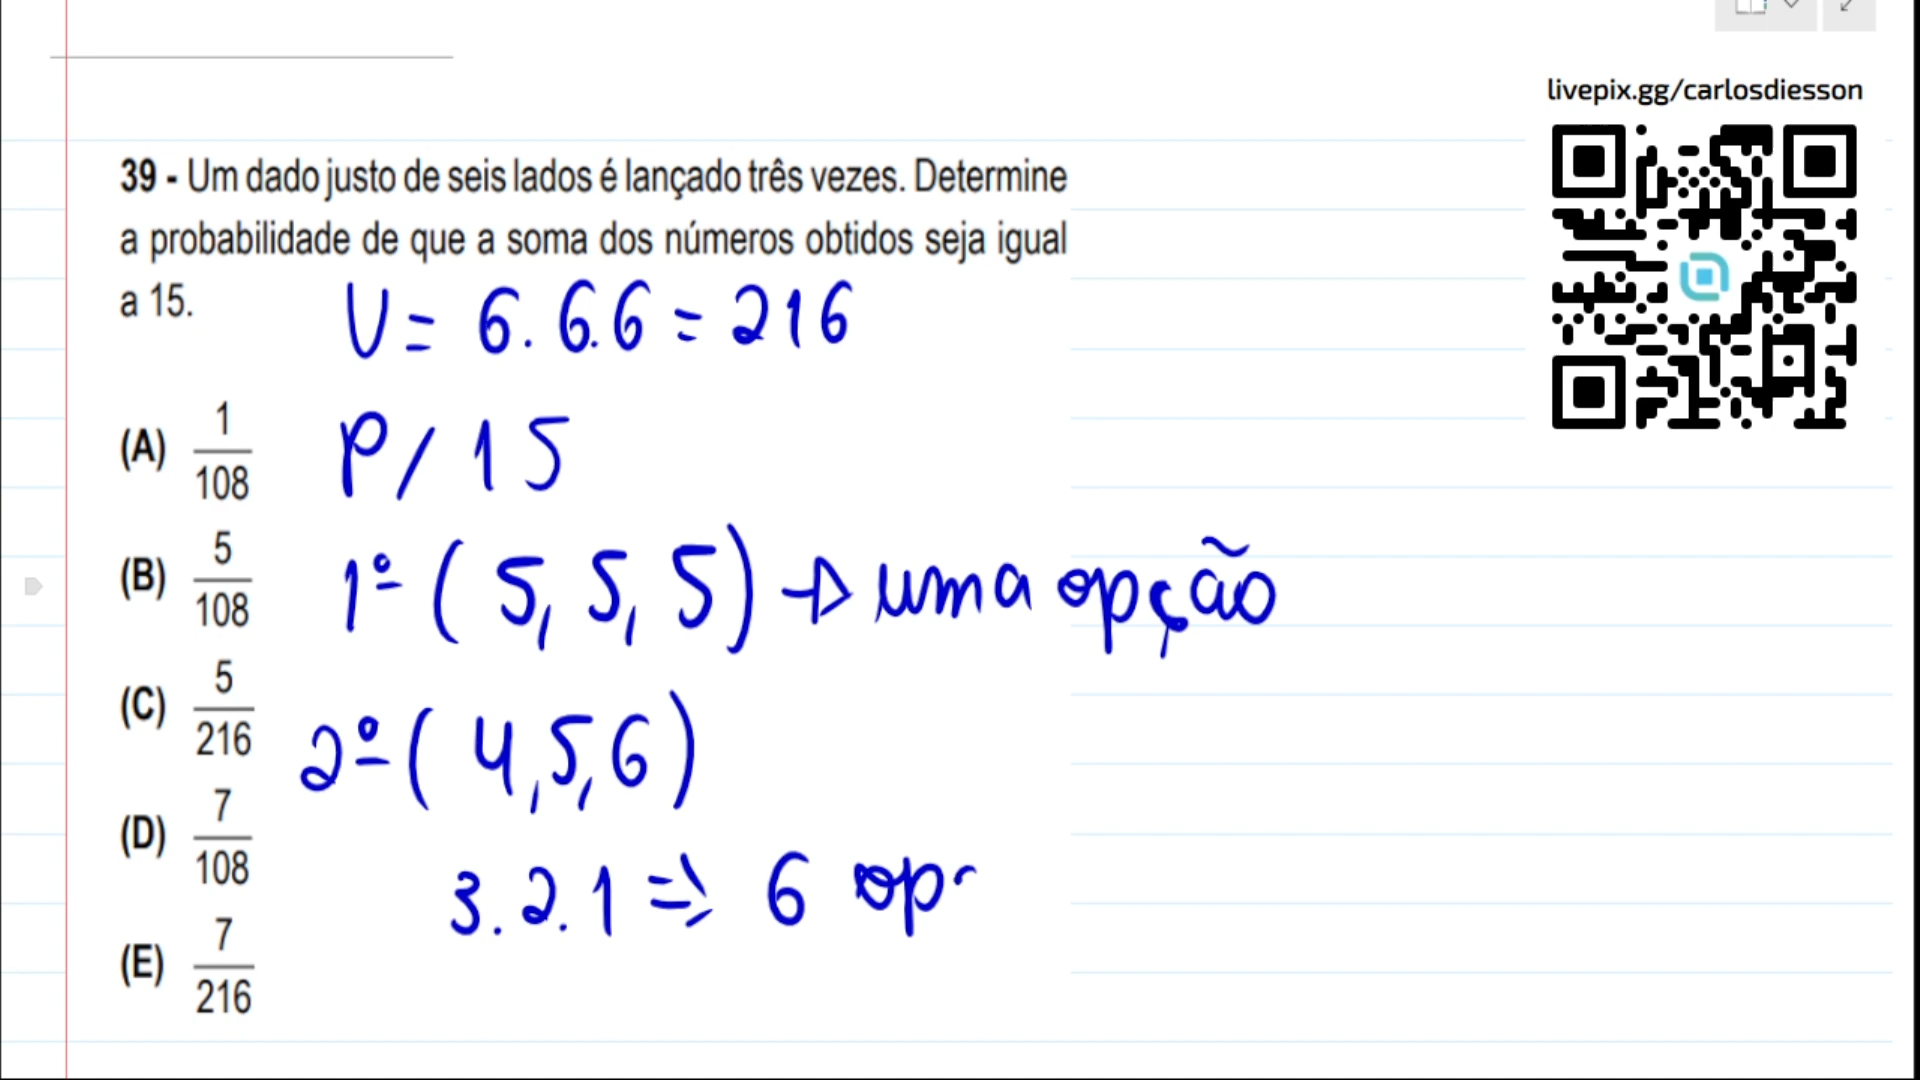 livepix.gg/carlosdiesson
39 - Um dado justo de seis lados é lançado três vezes. Determine
a probabilidade de que a soma dos números obtidos seja igual
a 15.
U = 6.6.6 = 216
(A) 1/108
P/ 15
(B) 5/108
1º (5, 5, 5) → uma opção
(C) 5/216
2º (4,5,6)
(D) 7/108
3.2.1 => 6 op
(E) 7/216